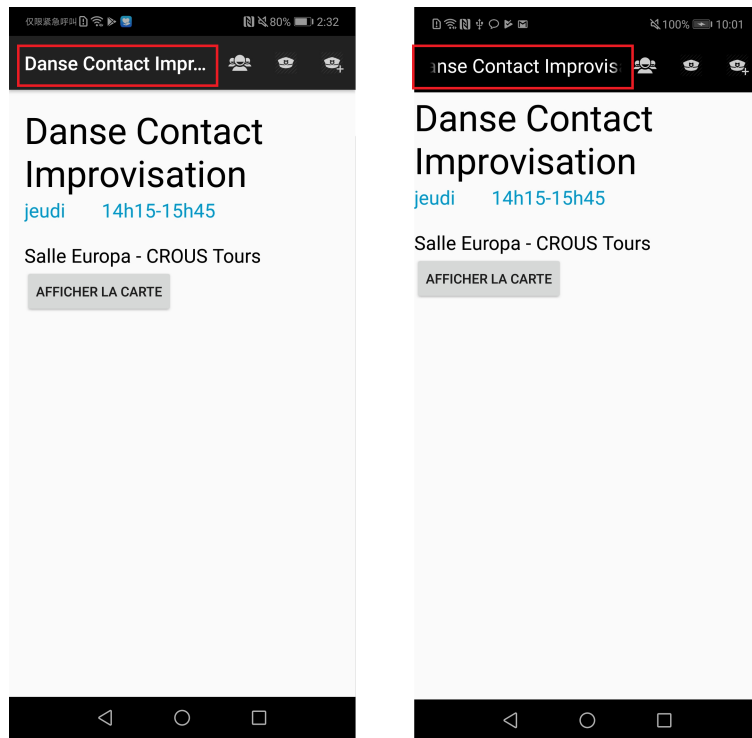 仅限紧急呼叫 80% 2:32
Danse Contact Impr...
Danse Contact
Improvisation
jeudi 14h15-15h45
Salle Europa - CROUS Tours
AFFICHER LA CARTE
100% 10:01
anse Contact Improvisa
Danse Contact
Improvisation
jeudi 14h15-15h45
Salle Europa - CROUS Tours
AFFICHER LA CARTE